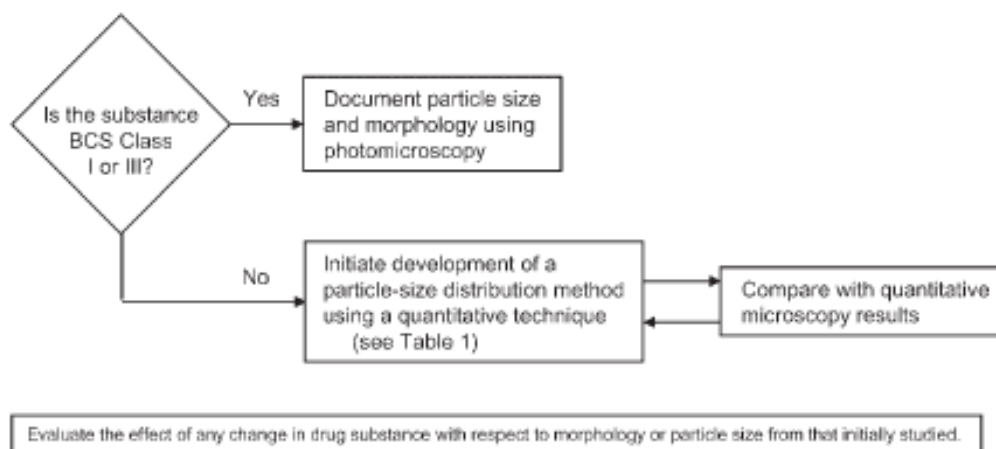 Is the substance
BCS Class
I or III?
Yes
Document particle size
and morphology using
photomicroscopy
No
Initiate development of a
particle-size distribution method
using a quantitative technique
(see Table 1)
Compare with quantitative
microscopy results
Evaluate the effect of any change in drug substance with respect to morphology or particle size from that initially studied.